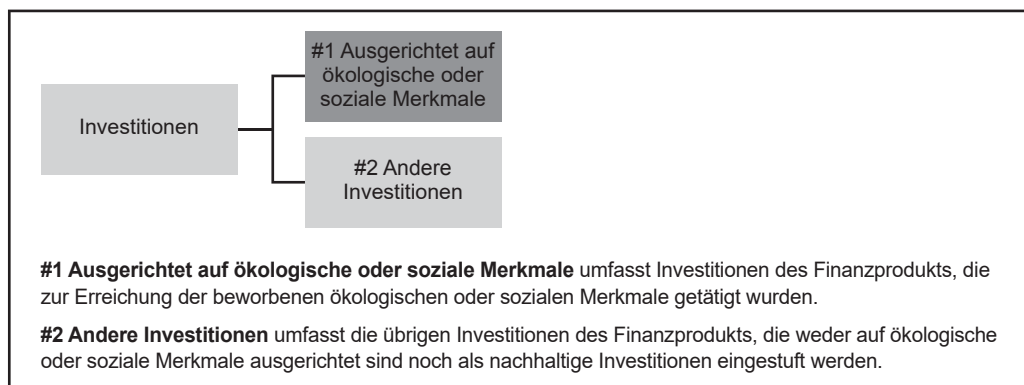 #1 Ausgerichtet auf
ökologische oder
soziale Merkmale
Investitionen
#2 Andere
Investitionen
#1 Ausgerichtet auf ökologische oder soziale Merkmale umfasst Investitionen des Finanzprodukts, die
zur Erreichung der beworbenen ökologischen oder sozialen Merkmale getätigt wurden.
#2 Andere Investitionen umfasst die übrigen Investitionen des Finanzprodukts, die weder auf ökologische
oder soziale Merkmale ausgerichtet sind noch als nachhaltige Investitionen eingestuft werden.